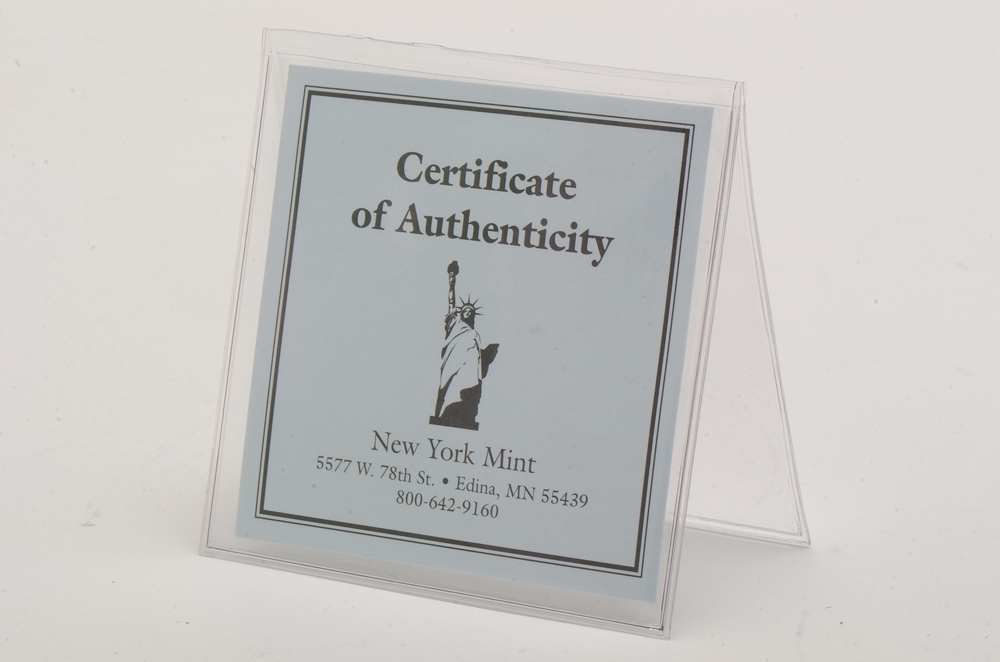 Certificate
of Authenticity
New York Mint
5577 W. 78th St. • Edina, MN 55439
800-642-9160